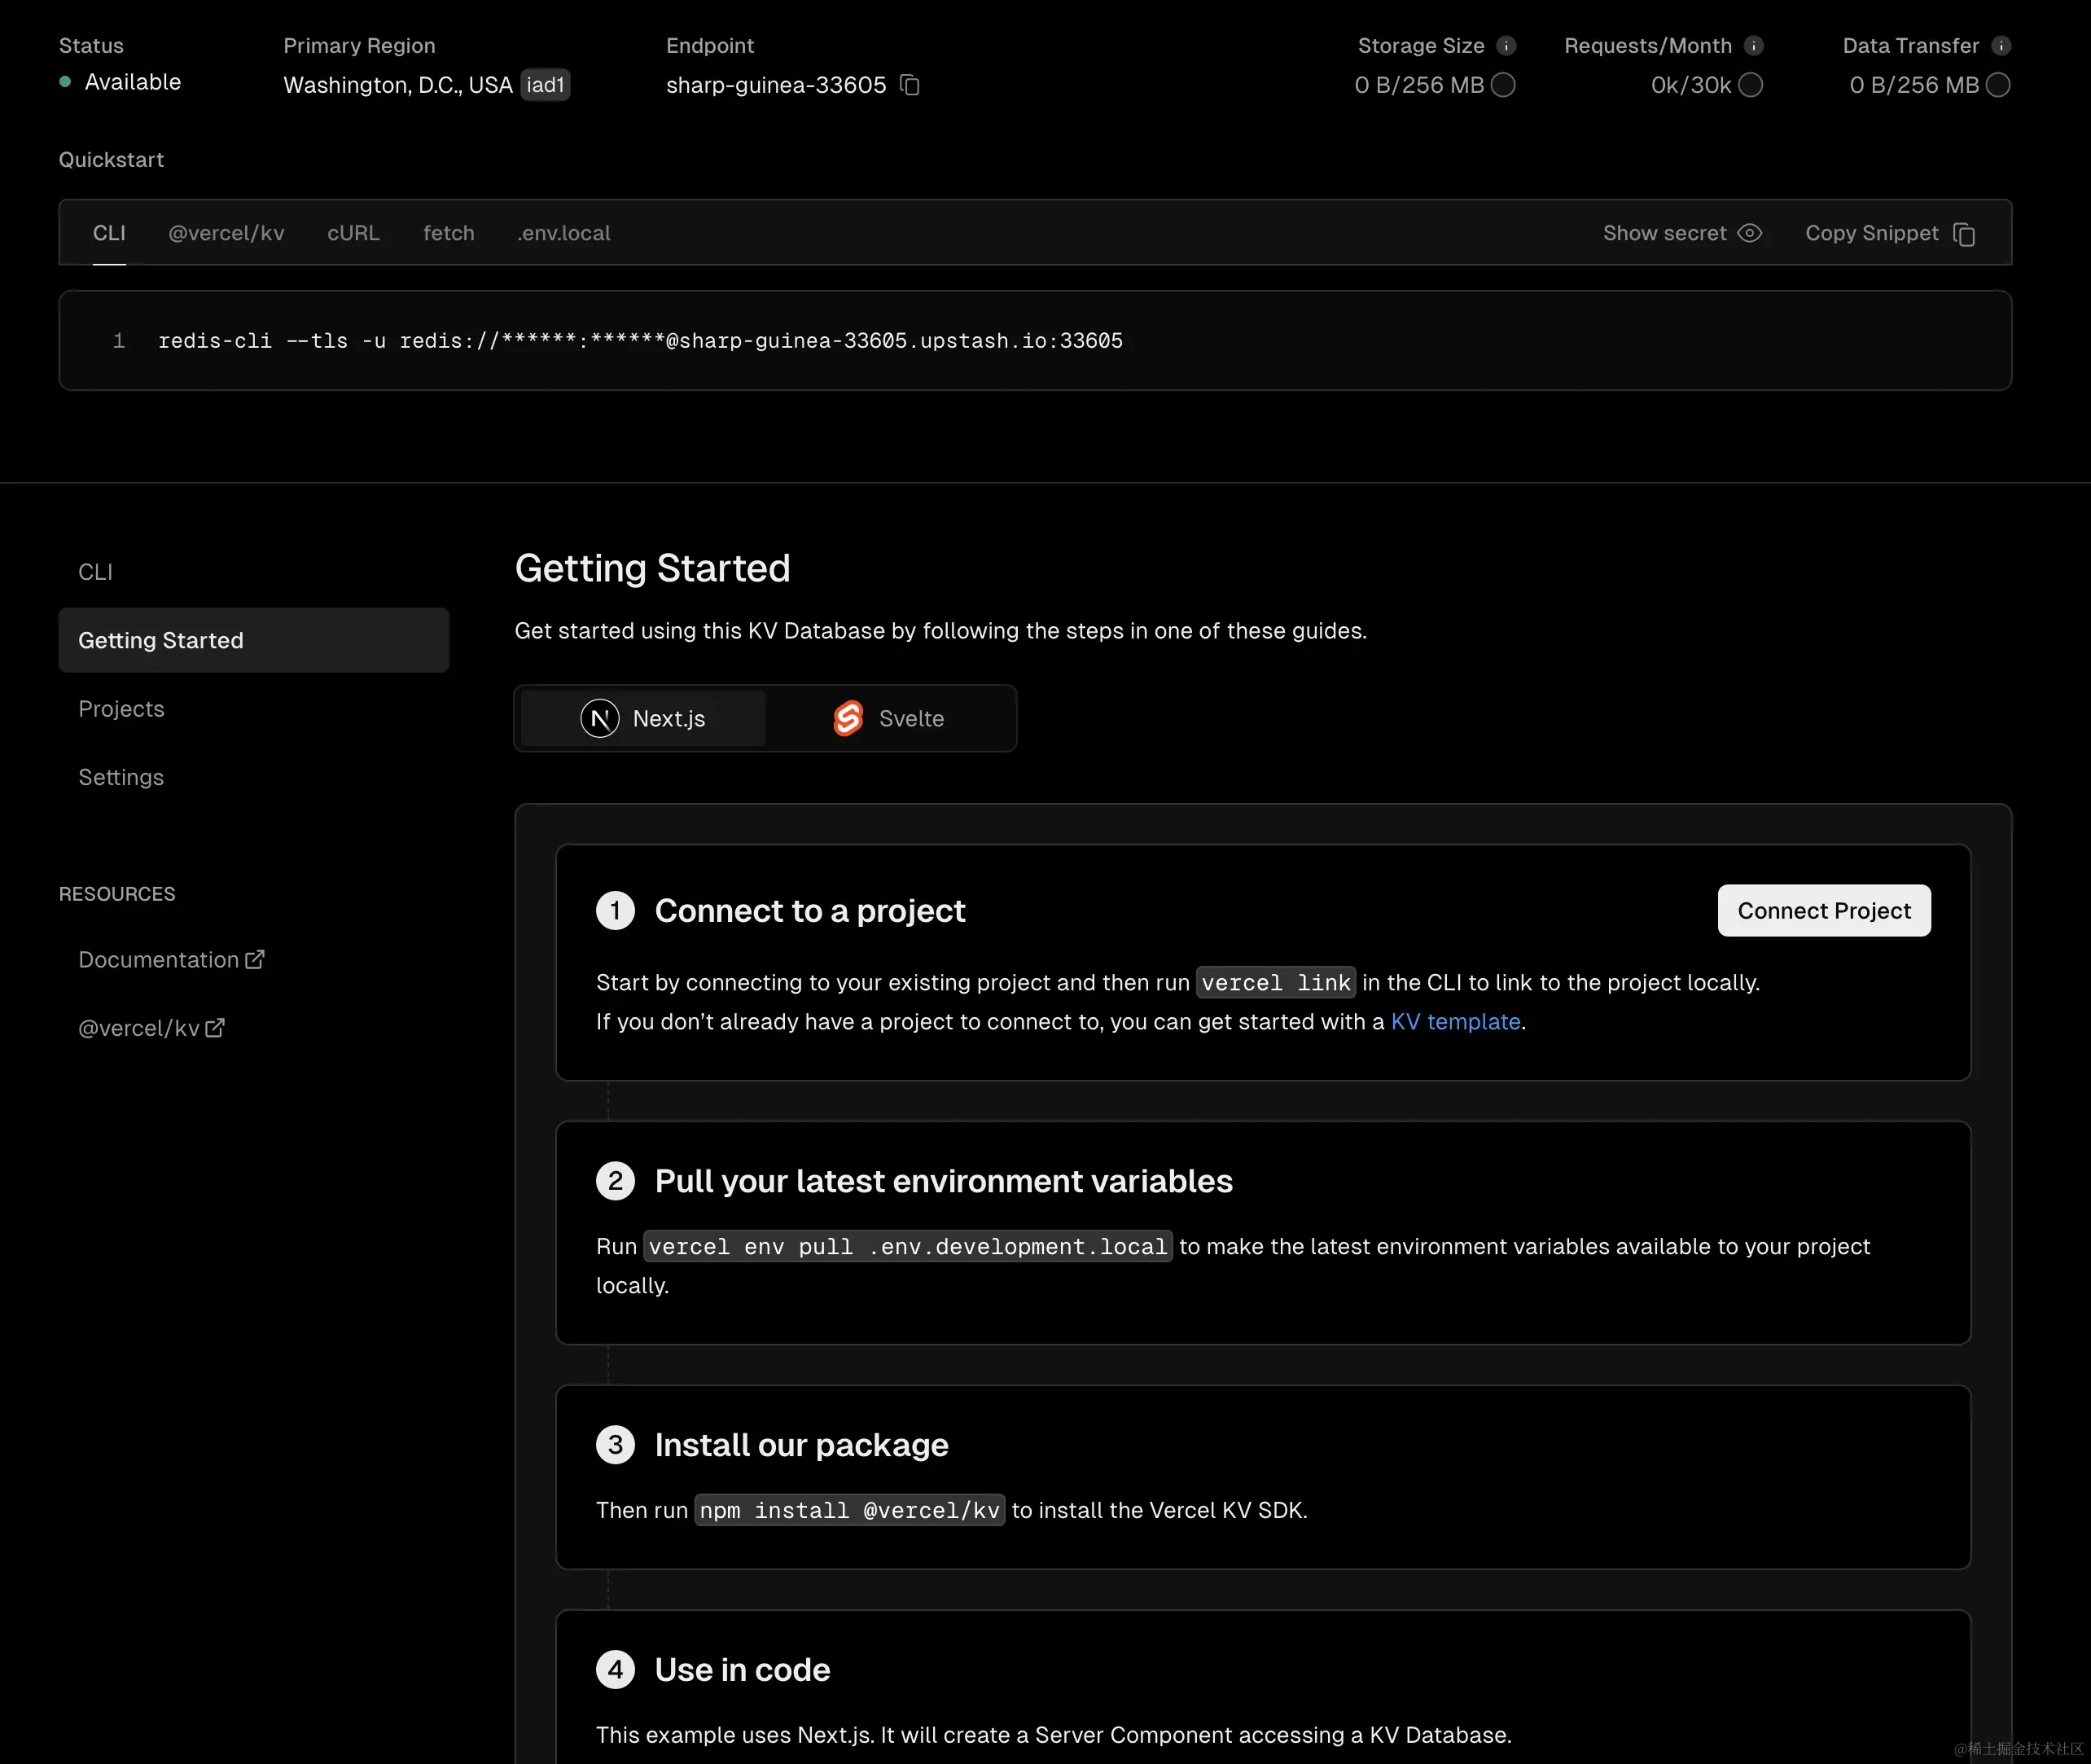 Status
Primary Region
Endpoint
Storage Size
Requests/Month
Data Transfer
Available
Washington, D.C., USA iad1
sharp-guinea-33605
0 B/256 MB
0k/30k
0 B/256 MB
Quickstart
CLI
@vercel/kv
cURL
fetch
.env.local
Show secret
Copy Snippet
1 redis-cli --tls -u redis://******:******@sharp-guinea-33605.upstash.io:33605
CLI
Getting Started
Projects
Settings
RESOURCES
Documentation
@vercel/kv
Getting Started
Get started using this KV Database by following the steps in one of these guides.
Next.js
Svelte
1 Connect to a project
Connect Project
Start by connecting to your existing project and then run vercel link in the CLI to link to the project locally.
If you don’t already have a project to connect to, you can get started with a KV template.
2 Pull your latest environment variables
Run vercel env pull .env.development.local to make the latest environment variables available to your project
locally.
3 Install our package
Then run npm install @vercel/kv to install the Vercel KV SDK.
4 Use in code
This example uses Next.js. It will create a Server Component accessing a KV Database.
@稀土掘金技术社区